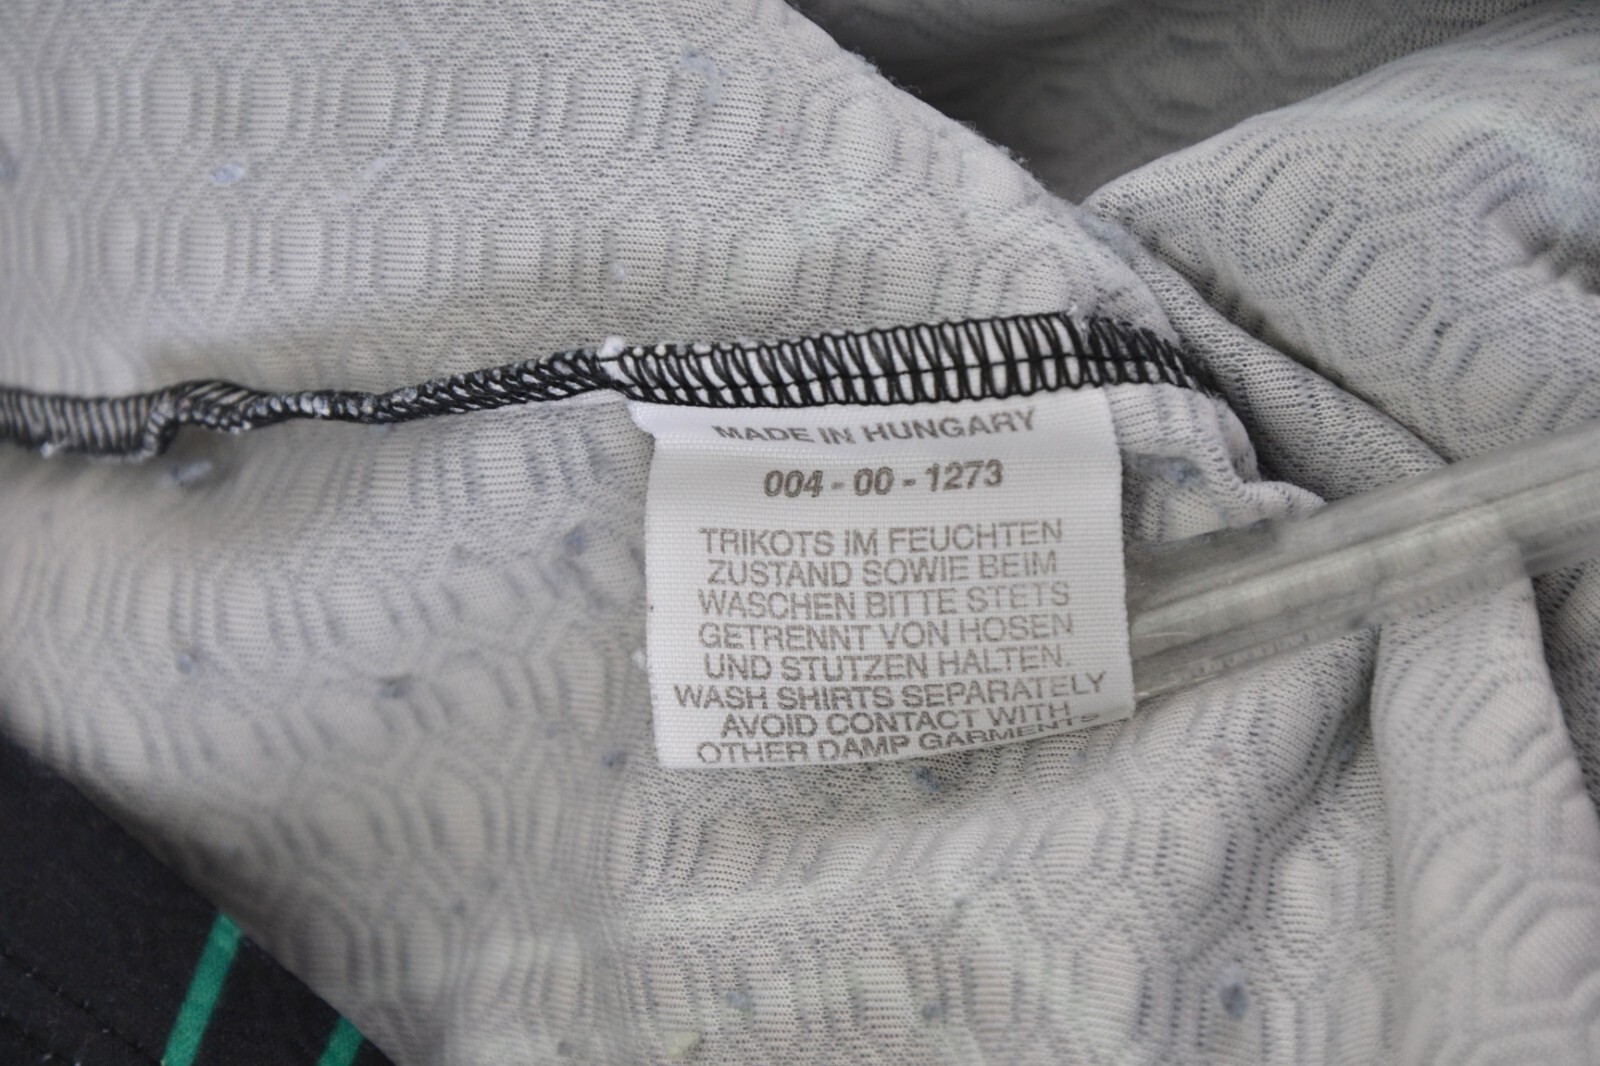 MADE IN HUNGARY
004-00-1273
TRIKOTS IM FEUCHTEN
ZUSTAND SOWIE BEIM
WASCHEN BITTE STETS
GETRENNT VON HOSEN
UND STUTZEN HALTEN.
WASH SHIRTS SEPARATELY
AVOID CONTACT WITH
OTHER DAMP GARMENTS